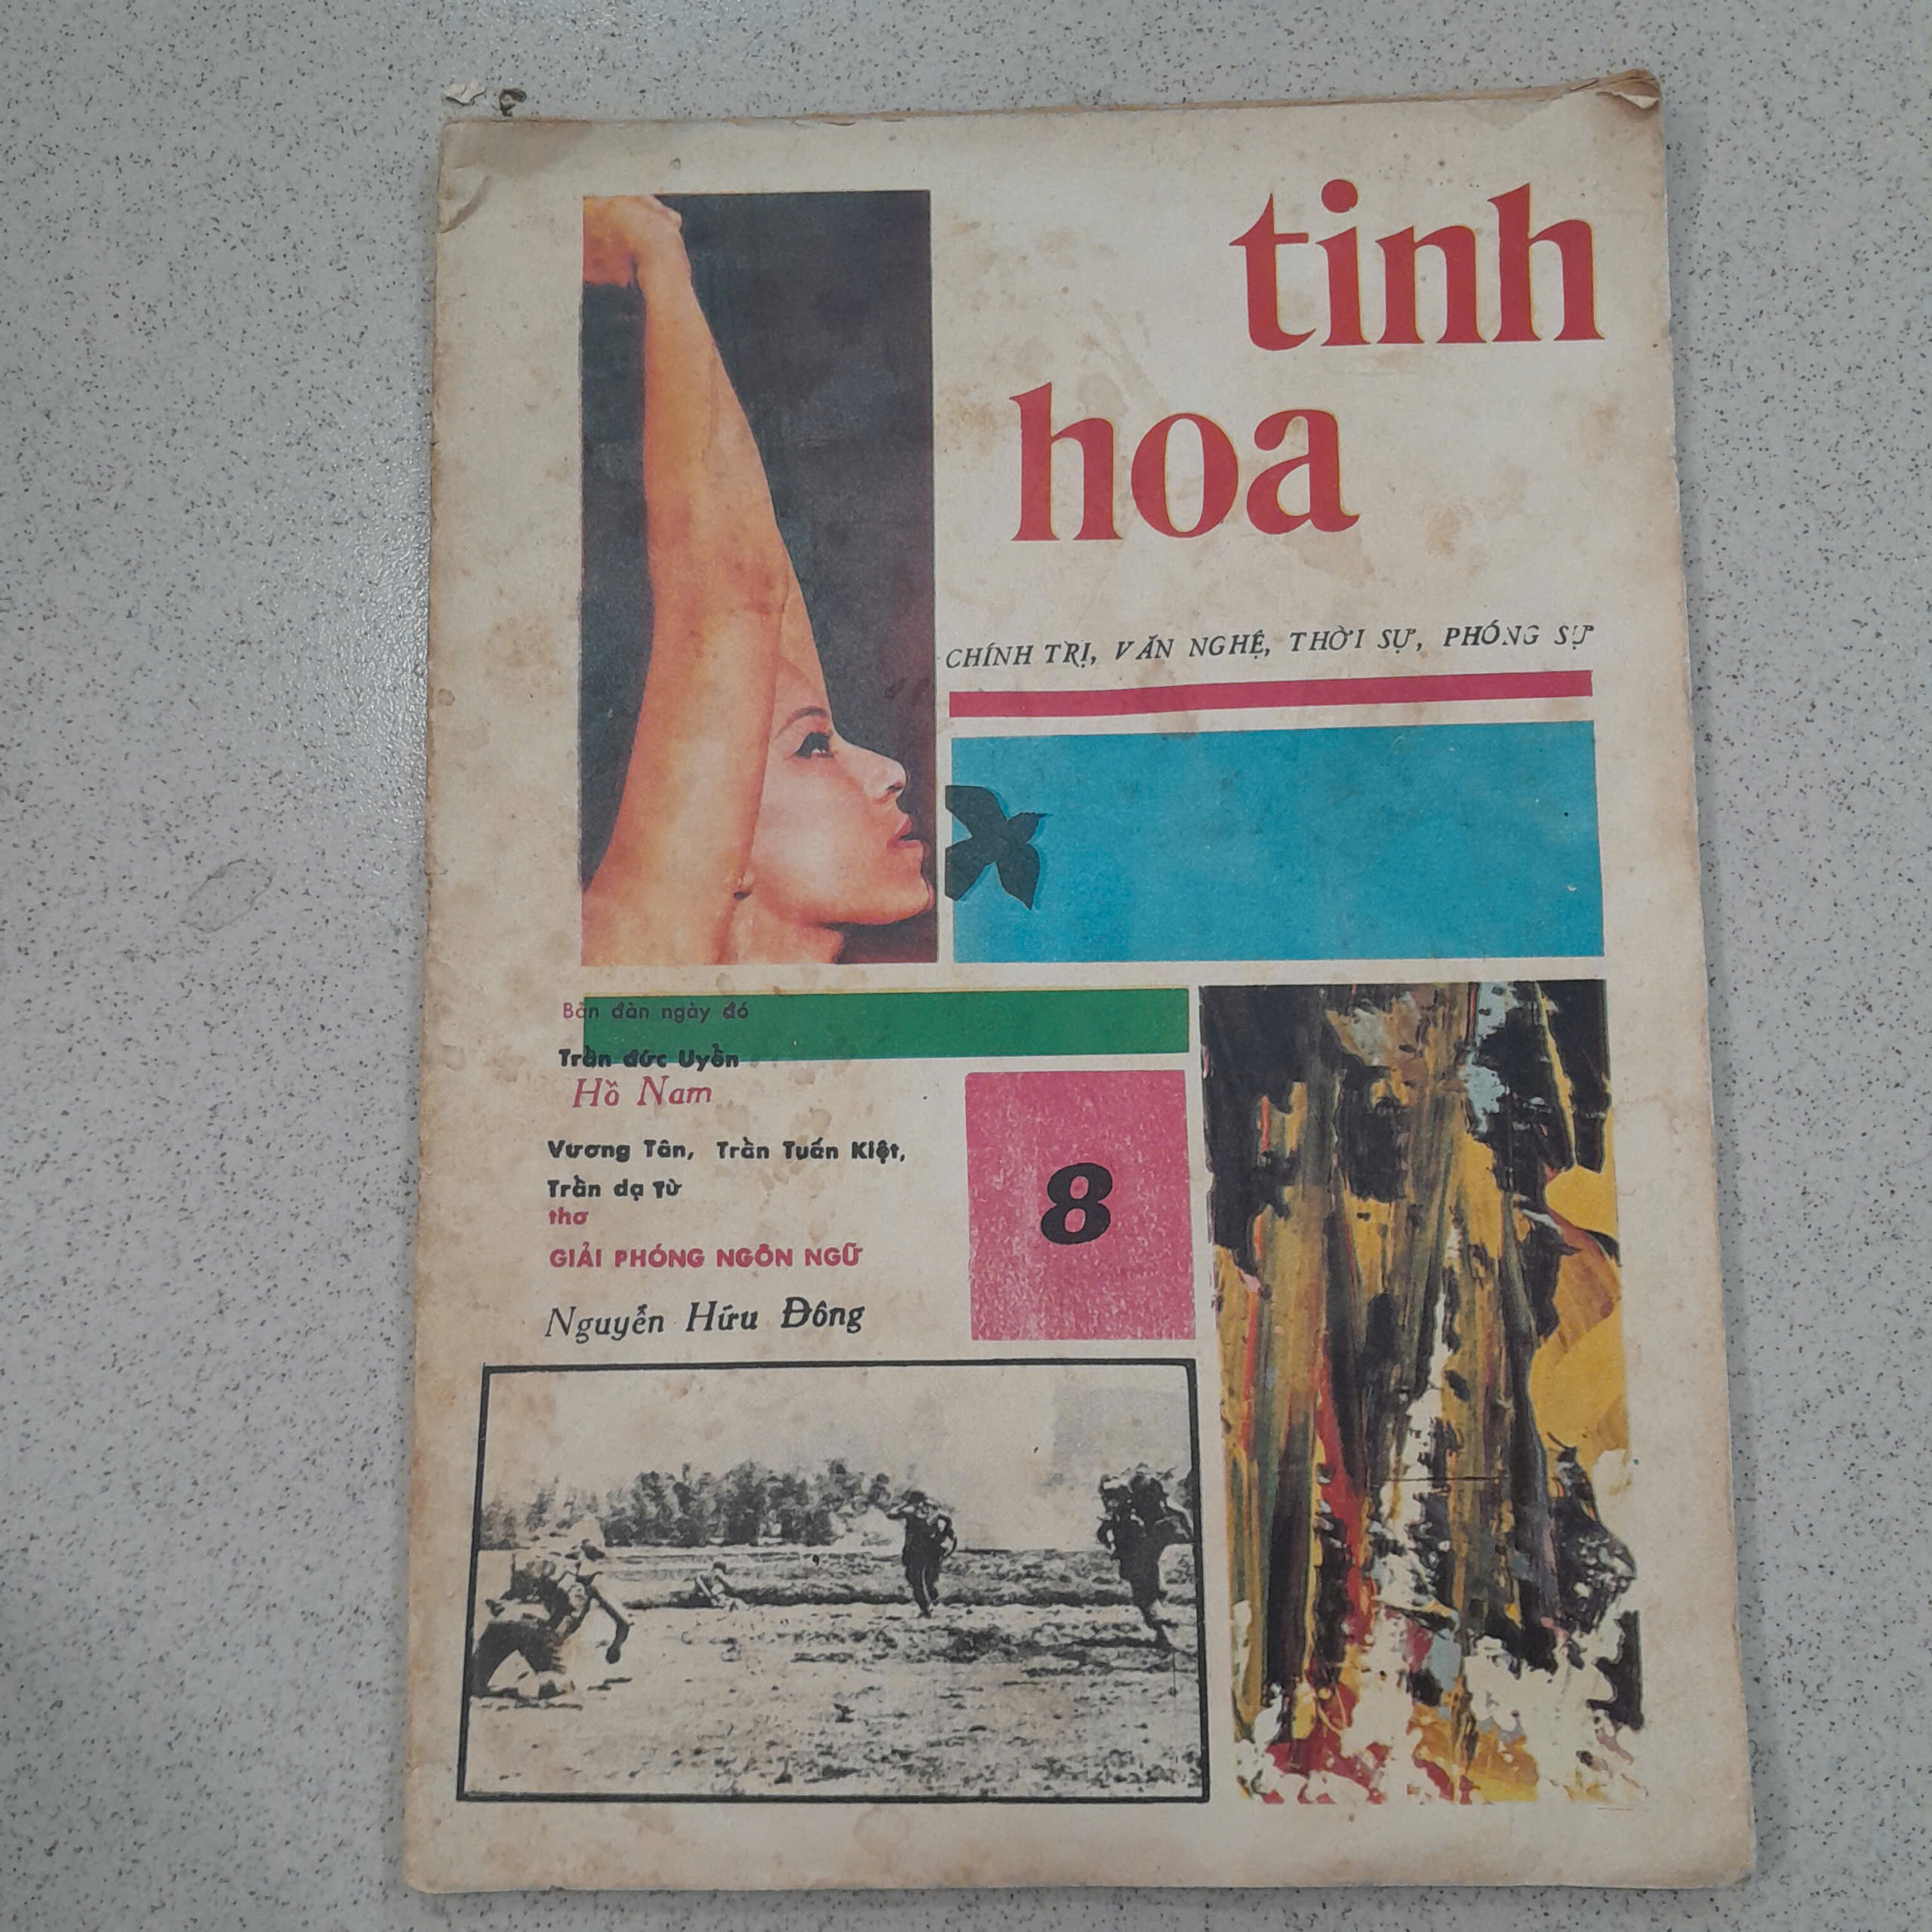 tinh
hoa
CHÍNH TRỊ, VĂN NGHỆ, THỜI SỰ, PHÓNG SỰ
Bản đàn ngày đó
Trần đức Uyển
Hồ Nam
Vương Tân, Trần Tuấn Kiệt,
Trần dạ Từ
thơ
GIẢI PHÓNG NGÔN NGỮ
Nguyễn Hữu Đông
8